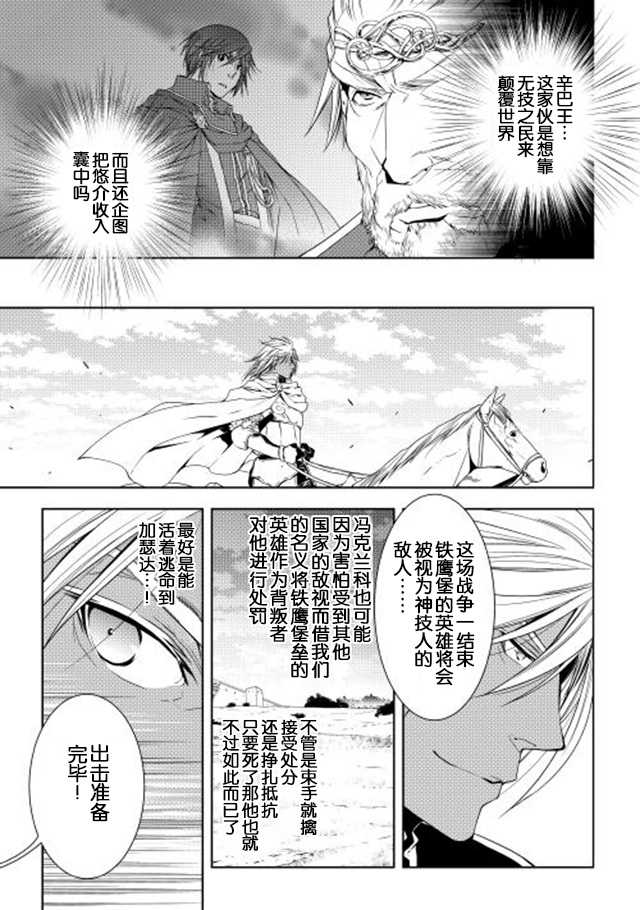 辛巴王…
这家伙是想靠
无技之民来
颠覆世界
而且还企图
把悠介收入
囊中吗
这场战争一结束
铁鹰堡的英雄将会
被视为神技人的
敌人……
冯克兰科也可能
因为害怕受到其他
国家的敌视而借我们
的名义将铁鹰堡垒的
英雄作为背叛者
对他进行处罚
不管是束手就擒
接受处分
还是挣扎抵抗
只要死了那他也就
不过如此而已了
最好是能
活着逃命到
加瑟达…!
出击准备
完毕!